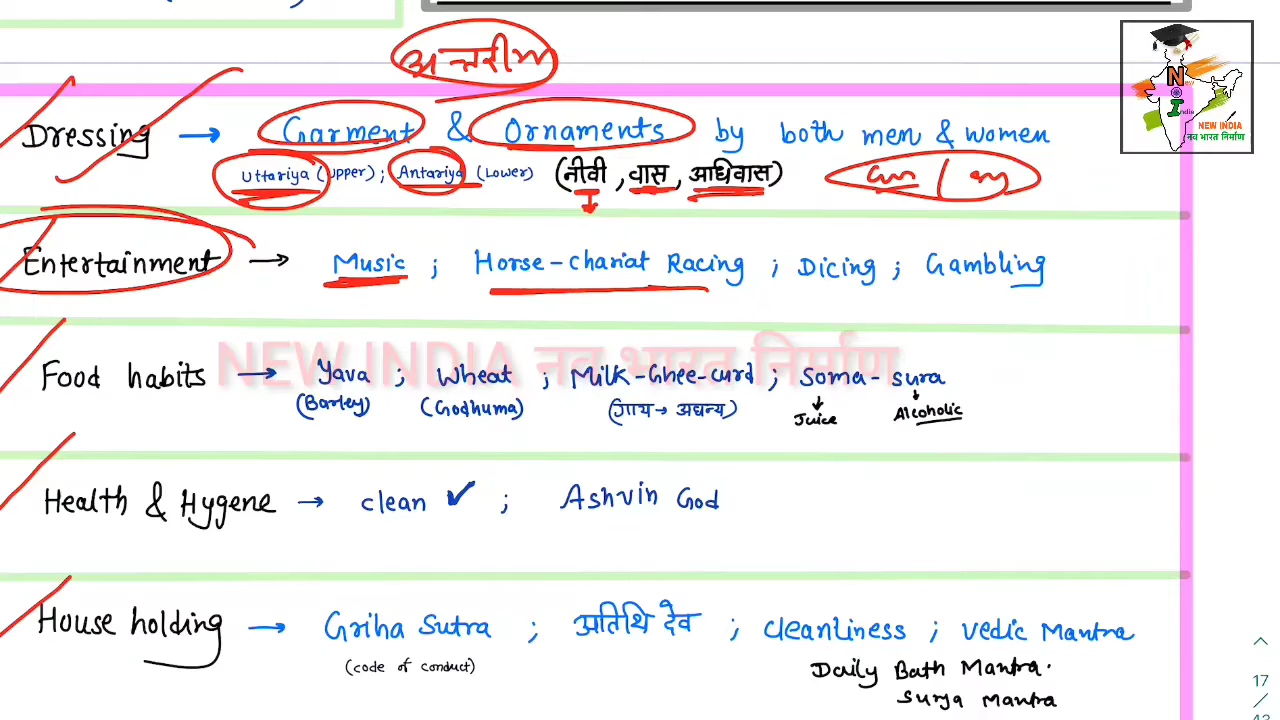 अन्तरीय
Dressing → Garment & Ornaments by both men & women
Uttariya (Upper) ; Antariya (Lower) (नीवी , वास , आधिवास)
Entertainment → Music ; Horse-chariat Racing ; Dicing ; Gambling
NEW INDIA नव भारत निर्माण
Food habits → Yava ; Wheat ; Milk-Ghee-curd ; Soma - sura
(Barley) (Godhuma) (गाय → अघन्य) Juice Alcoholic
Health & Hygene → clean ✓ ; Ashvin God
House holding → Griha Sutra ; अतिथि देव ; cleanliness ; Vedic Mantra
(code of conduct) Daily Bath Mantra.
Surya Mantra
N
I
India
NEW INDIA
नव भारत निर्माण
17
/